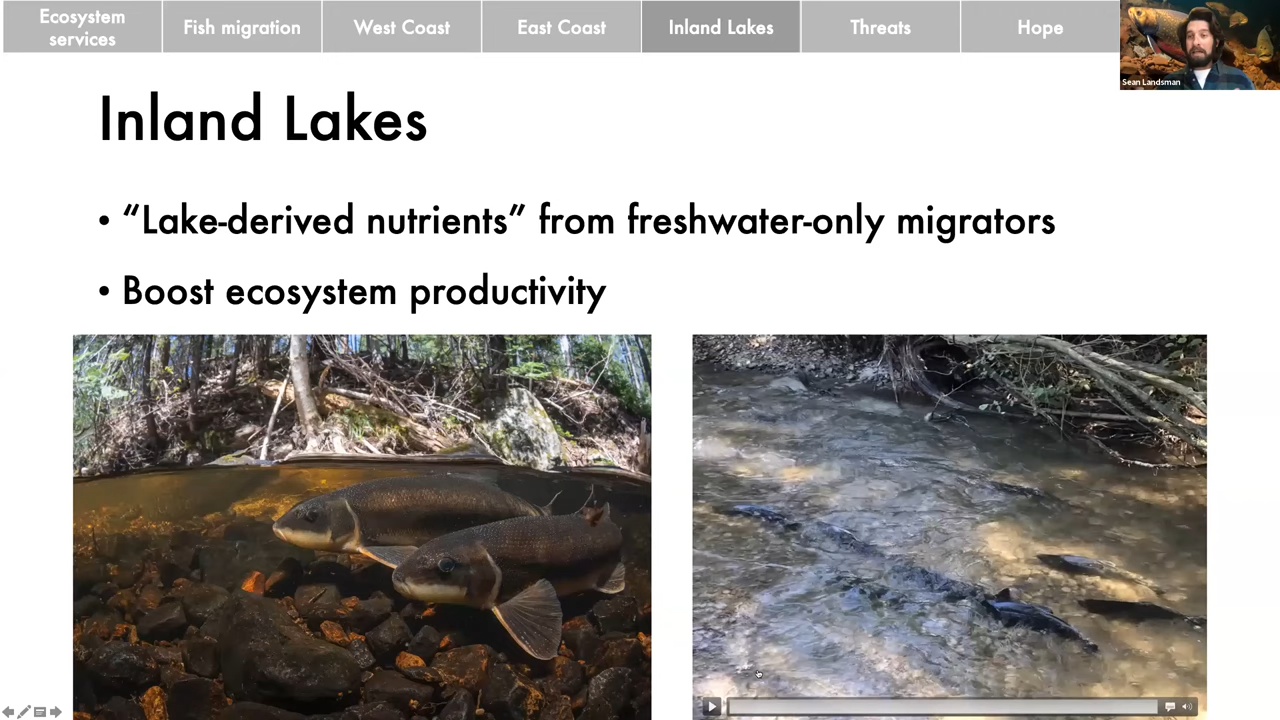 Ecosystem
services
Fish migration
West Coast
East Coast
Inland Lakes
Threats
Hope
Sean Landsman
Inland Lakes
• “Lake-derived nutrients” from freshwater-only migrators
• Boost ecosystem productivity